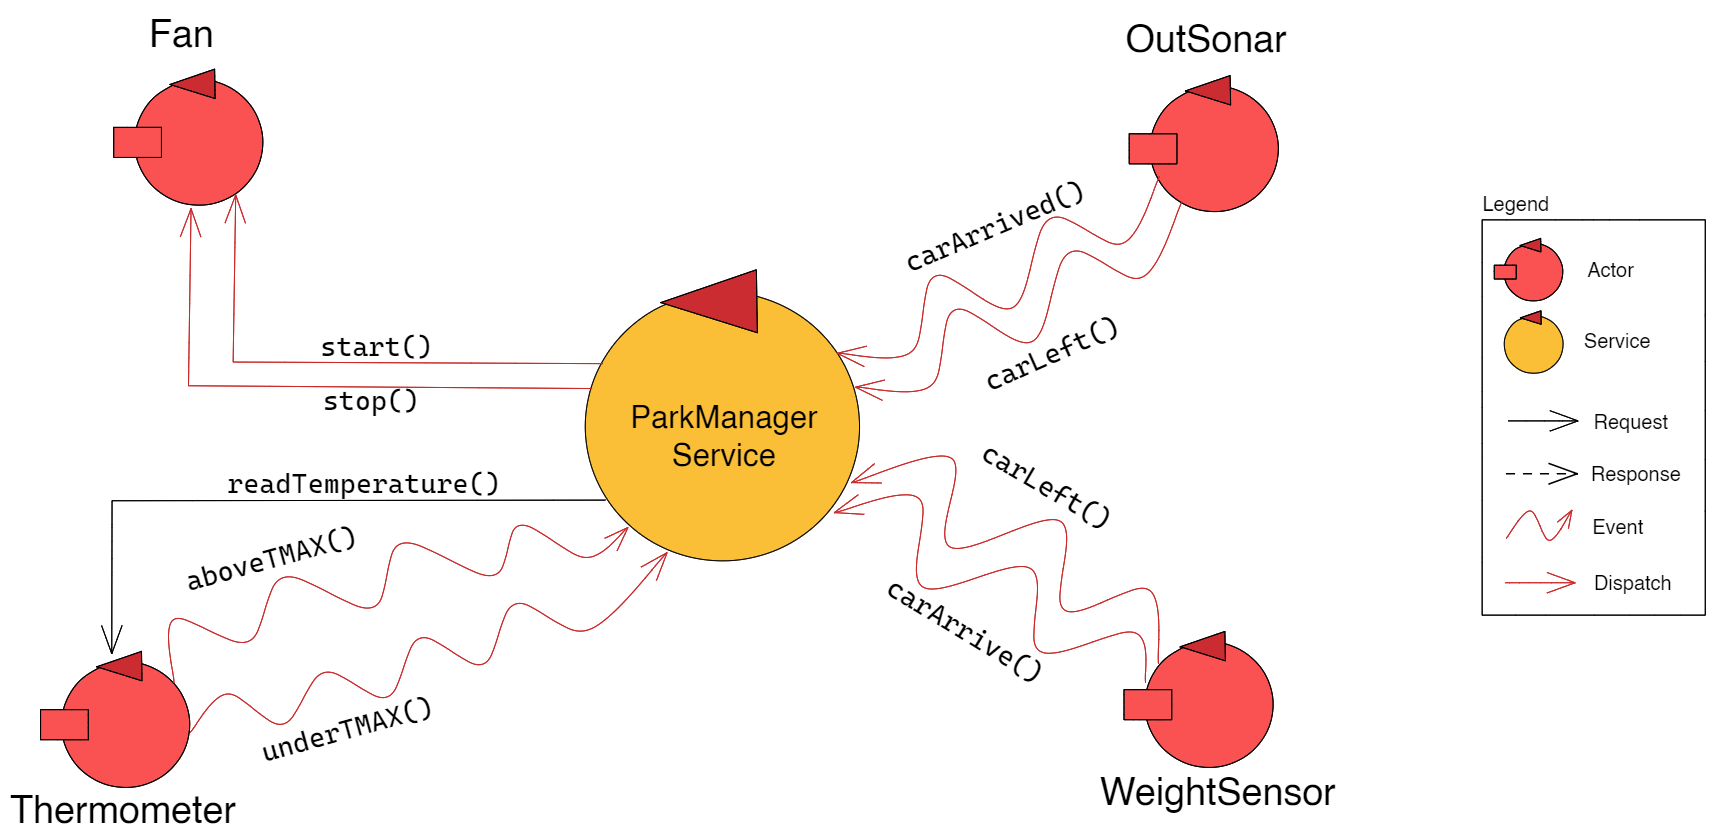 Fan
OutSonar
carArrived()
carLeft()
start()
stop()
ParkManager
Service
readTemperature()
aboveTMAX()
underTMAX()
carLeft()
carArrive()
Thermometer
WeightSensor
Legend
Actor
Service
Request
Response
Event
Dispatch